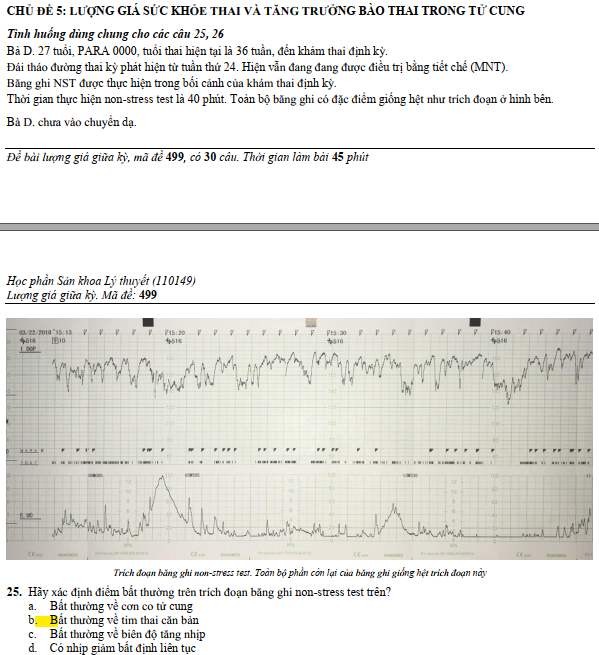 CHỦ ĐỀ 5: LƯỢNG GIÁ SỨC KHỎE THAI VÀ TĂNG TRƯỞNG BÀO THAI TRONG TỬ CUNG
Tình huống dùng chung cho các câu 25, 26
Bà D. 27 tuổi, PARA 0000, tuổi thai hiện tại là 36 tuần, đến khám thai định kỳ.
Đái tháo đường thai kỳ phát hiện từ tuần thứ 24. Hiện vẫn đang đang được điều trị bằng tiết chế (MNT).
Băng ghi NST được thực hiện trong bối cảnh của khám thai định kỳ.
Thời gian thực hiện non-stress test là 40 phút. Toàn bộ băng ghi có đặc điểm giống hệt như trích đoạn ở hình bên.
Bà D. chưa vào chuyển dạ.
Đề bài lượng giá giữa kỳ, mã đề 499, có 30 câu. Thời gian làm bài 45 phút
Học phần Sản khoa Lý thuyết (110149)
Lượng giá giữa kỳ. Mã đề: 499
03/22/2018 15:13 15:20 15:30 15:40
Trích đoạn băng ghi non-stress test. Toàn bộ phần còn lại của băng ghi giống hệt trích đoạn này
25. Hãy xác định điểm bất thường trên trích đoạn băng ghi non-stress test trên?
a. Bất thường về cơn co tử cung
b. Bất thường về tim thai căn bản
c. Bất thường về biên độ tăng nhịp
d. Có nhịp giảm bất định liên tục